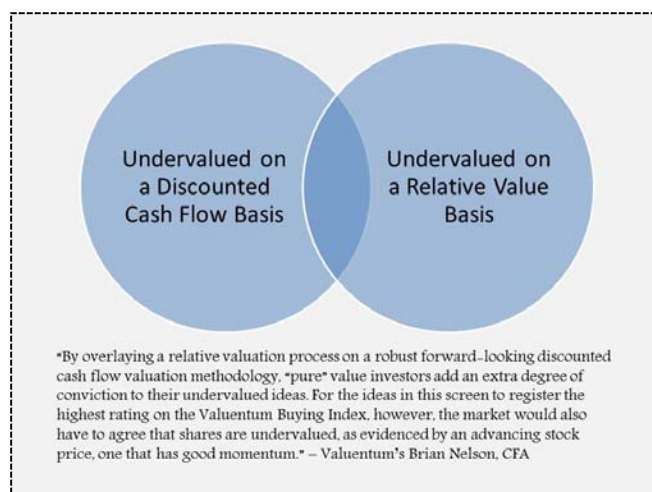 Undervalued on
a Discounted
Cash Flow Basis
Undervalued on
a Relative Value
Basis
"By overlaying a relative valuation process on a robust forward-looking discounted
cash flow valuation methodology, "pure" value investors add an extra degree of
conviction to their undervalued ideas. For the ideas in this screen to register the
highest rating on the Valuentum Buying Index, however, the market would also
have to agree that shares are undervalued, as evidenced by an advancing stock
price, one that has good momentum." – Valuentum's Brian Nelson, CFA